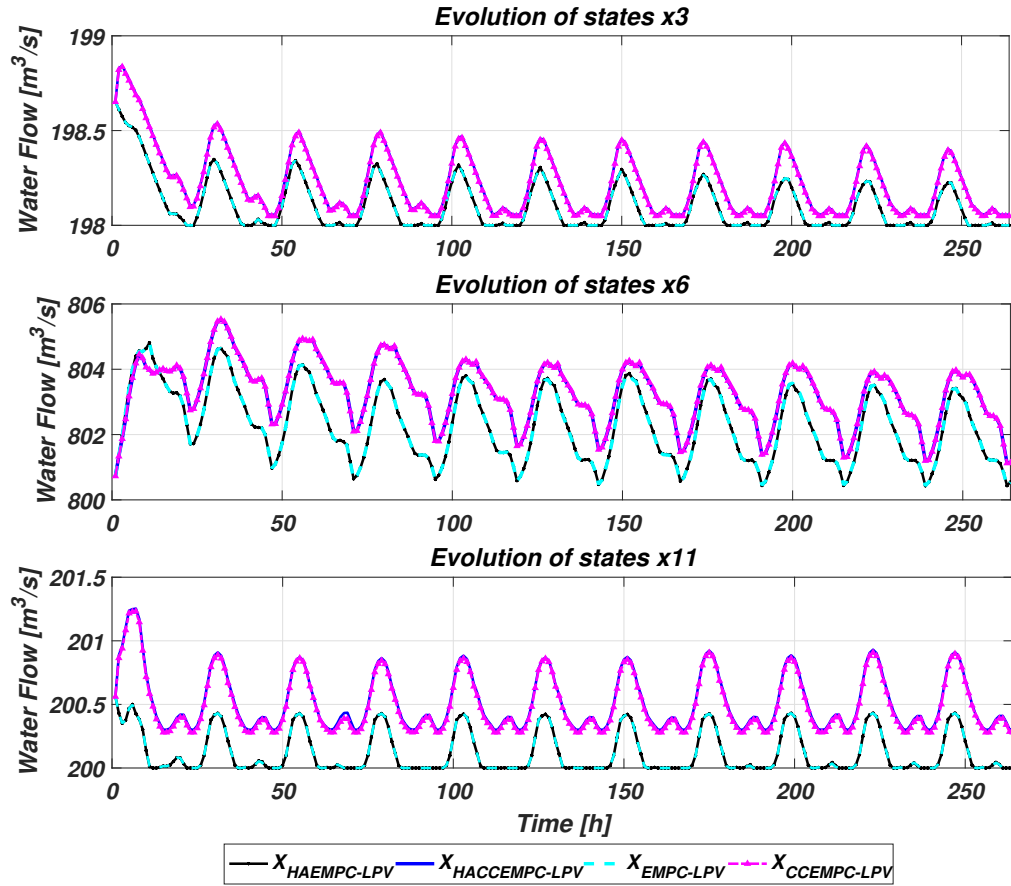 Evolution of states x3
Water Flow [m³/s]
199
198.5
198
0 50 100 150 200 250
Evolution of states x6
Water Flow [m³/s]
806
804
802
800
0 50 100 150 200 250
Evolution of states x11
Water Flow [m³/s]
201.5
201
200.5
200
0 50 100 150 200 250
Time [h]
X_HAEMPC-LPV X_HACCEMPC-LPV X_EMPC-LPV X_CCEMPC-LPV